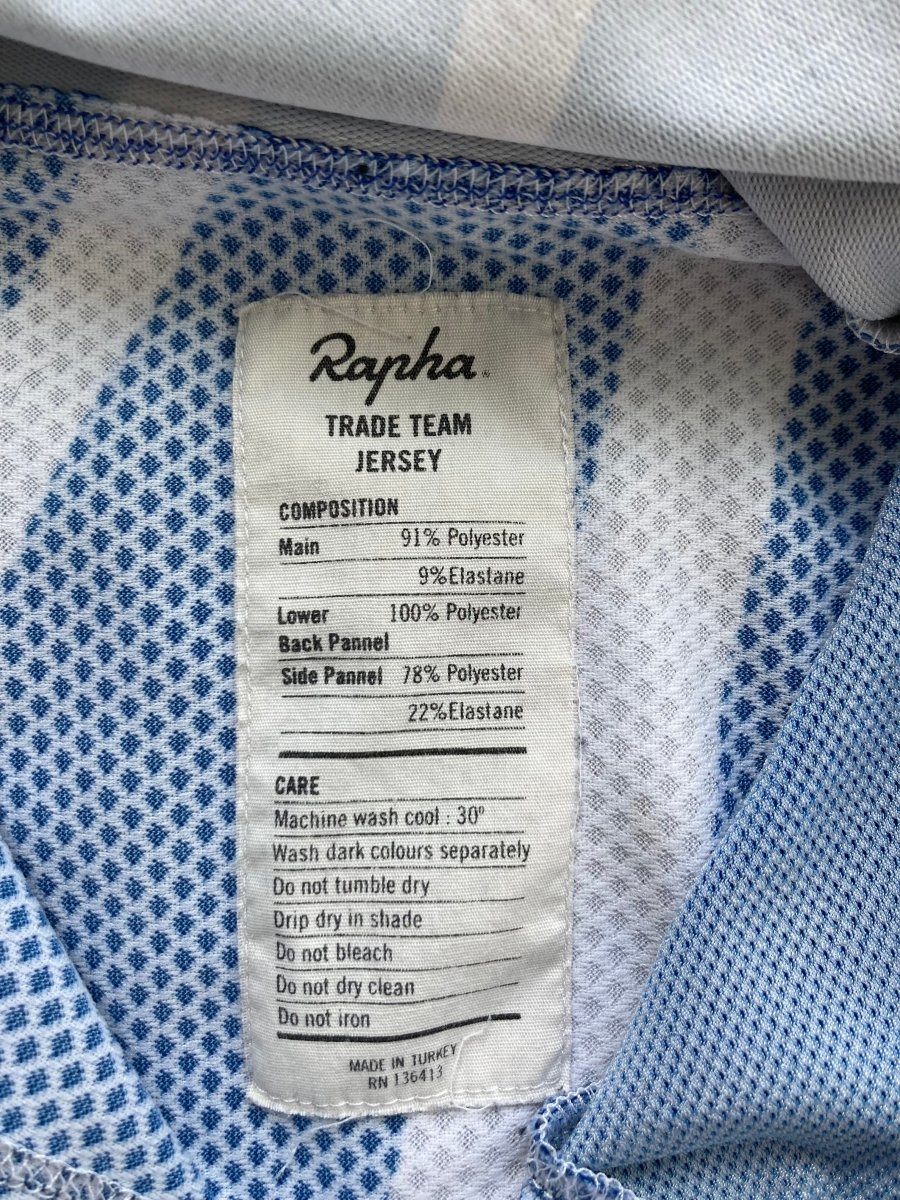 Rapha
TRADE TEAM
JERSEY
COMPOSITION
Main 91% Polyester
9%Elastane
Lower 100% Polyester
Back Pannel
Side Pannel 78% Polyester
22%Elastane
CARE
Machine wash cool : 30°
Wash dark colours separately
Do not tumble dry
Drip dry in shade
Do not bleach
Do not dry clean
Do not iron
MADE IN TURKEY
RN 136413